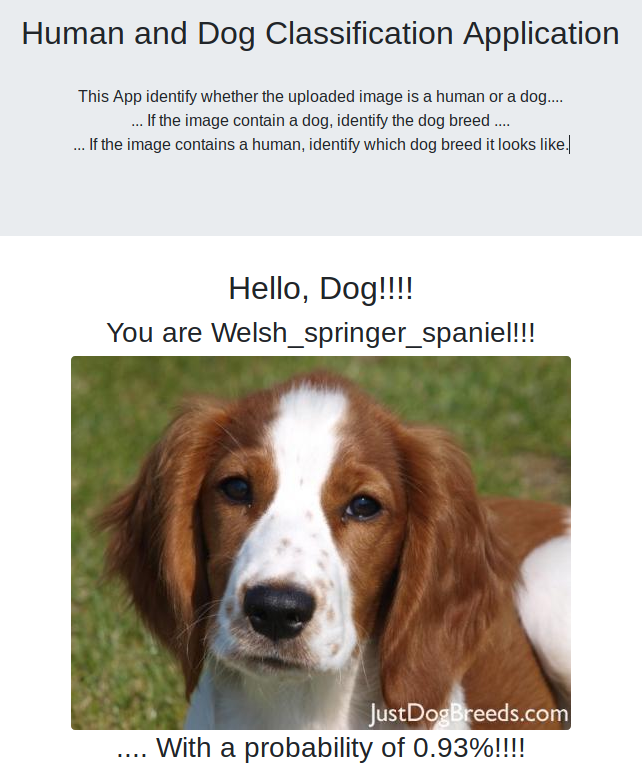 Human and Dog Classification Application
This App identify whether the uploaded image is a human or a dog....
... If the image contain a dog, identify the dog breed ....
... If the image contains a human, identify which dog breed it looks like.
Hello, Dog!!!!
You are Welsh_springer_spaniel!!!
JustDogBreeds.com
.... With a probability of 0.93%!!!!